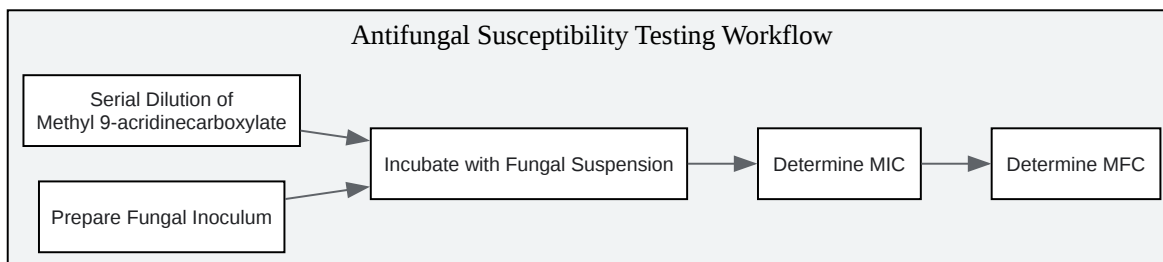 Antifungal Susceptibility Testing Workflow
Serial Dilution of
Methyl 9-acridinecarboxylate
Prepare Fungal Inoculum
Incubate with Fungal Suspension
Determine MIC
Determine MFC